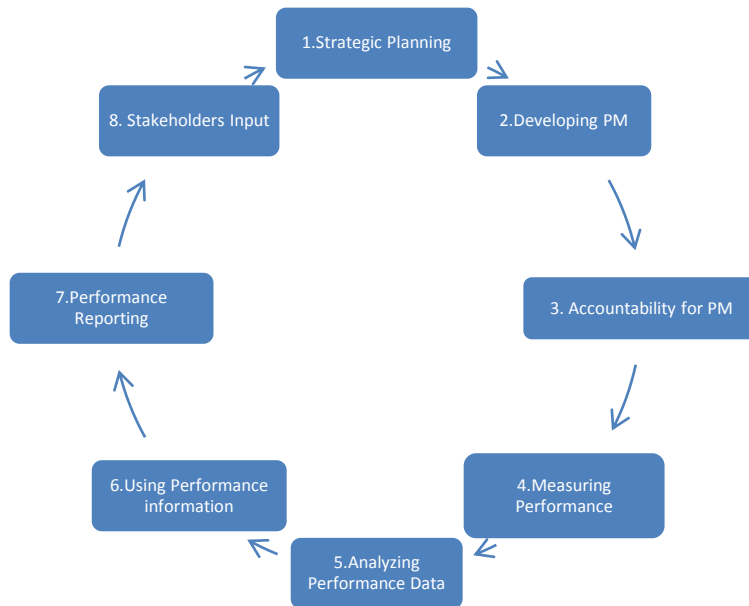 1.Strategic Planning
2.Developing PM
3. Accountability for PM
4.Measuring
Performance
5.Analyzing
Performance Data
6.Using Performance
information
7.Performance
Reporting
8. Stakeholders Input